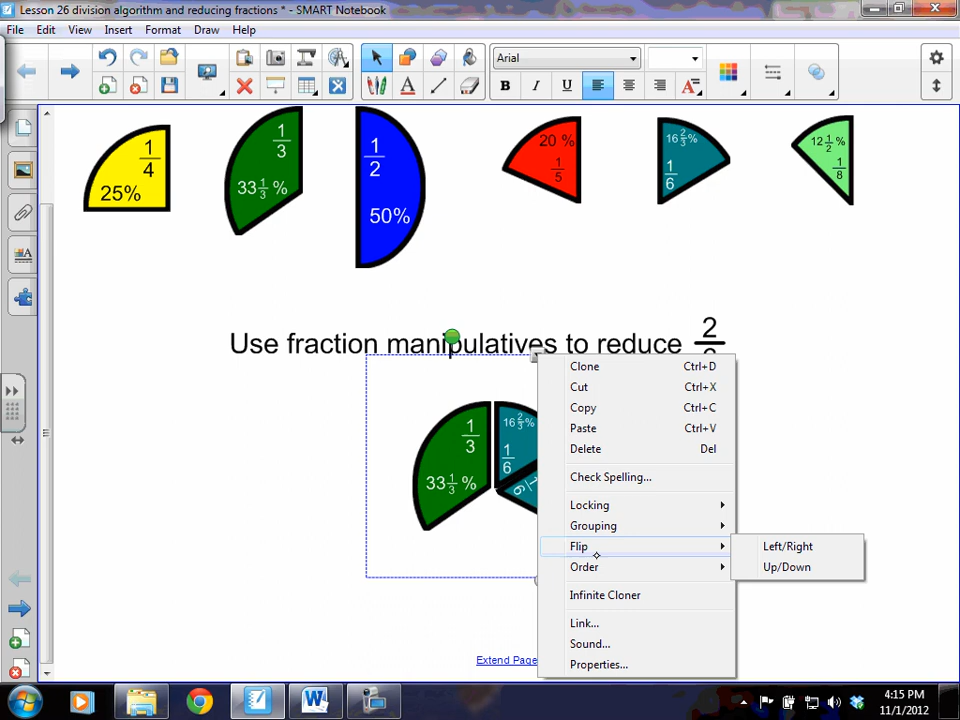 Lesson 26 division algorithm and reducing fractions * - SMART Notebook
File Edit View Insert Format Draw Help
Arial
B I U A
1/4
25%
1/3
33 1/3 %
1/2
50%
20 %
1/5
16 2/3 %
1/6
12 1/2 %
1/8
Use fraction manipulatives to reduce 2
1/3
33 1/3 %
16 2/3 %
1/6
1/6
Clone Ctrl+D
Cut Ctrl+X
Copy Ctrl+C
Paste Ctrl+V
Delete Del
Check Spelling...
Locking
Grouping
Flip
Left/Right
Up/Down
Order
Infinite Cloner
Link...
Sound...
Properties...
Extend Page
4:15 PM
11/1/2012